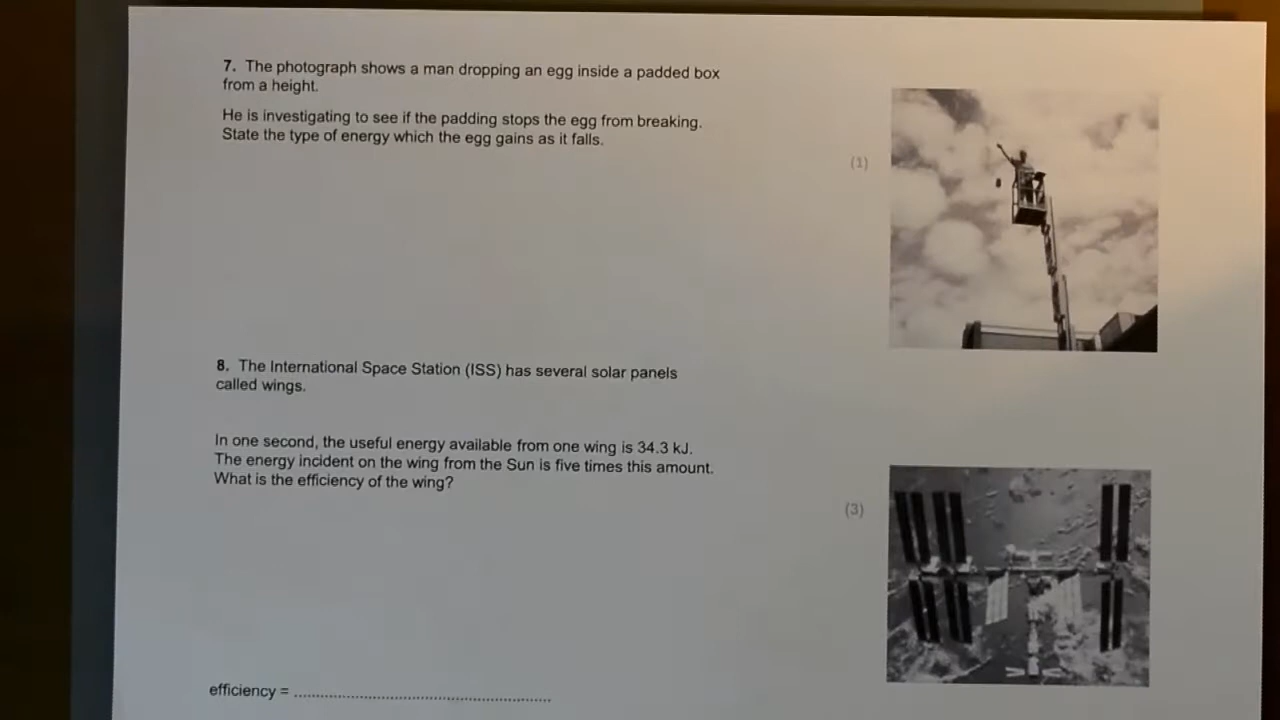 7. The photograph shows a man dropping an egg inside a padded box
from a height.
He is investigating to see if the padding stops the egg from breaking.
State the type of energy which the egg gains as it falls.
(1)
8. The International Space Station (ISS) has several solar panels
called wings.
In one second, the useful energy available from one wing is 34.3 kJ.
The energy incident on the wing from the Sun is five times this amount.
What is the efficiency of the wing?
(3)
efficiency = ......................................................